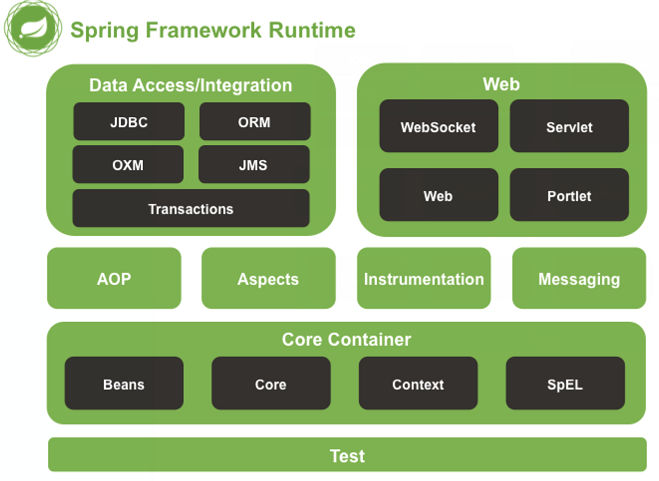 Spring Framework Runtime
Data Access/Integration
JDBC
ORM
OXM
JMS
Transactions
Web
WebSocket
Servlet
Web
Portlet
AOP
Aspects
Instrumentation
Messaging
Core Container
Beans
Core
Context
SpEL
Test